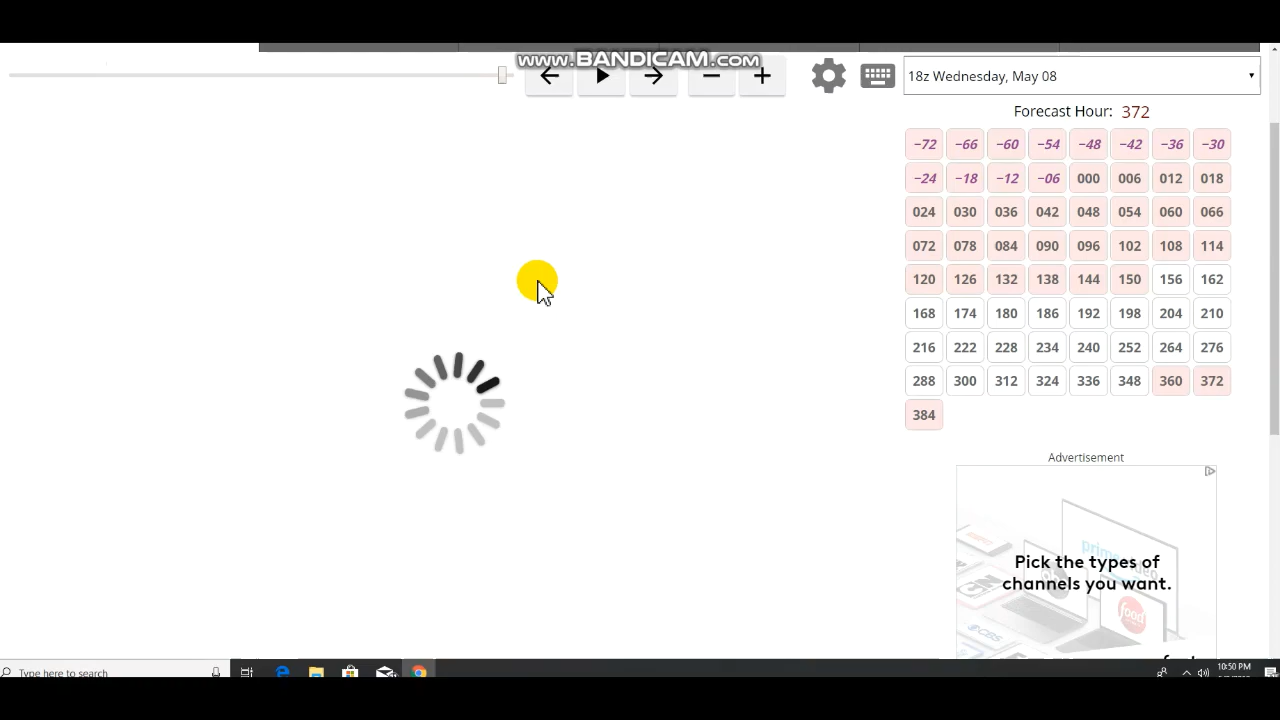 www.BANDICAM.com
18z Wednesday, May 08
Forecast Hour: 372
−72 −66 −60 −54 −48 −42 −36 −30
−24 −18 −12 −06 000 006 012 018
024 030 036 042 048 054 060 066
072 078 084 090 096 102 108 114
120 126 132 138 144 150 156 162
168 174 180 186 192 198 204 210
216 222 228 234 240 252 264 276
288 300 312 324 336 348 360 372
384
Advertisement
prime video
Pick the types of
channels you want.
food
CBS
Type here to search
10:50 PM